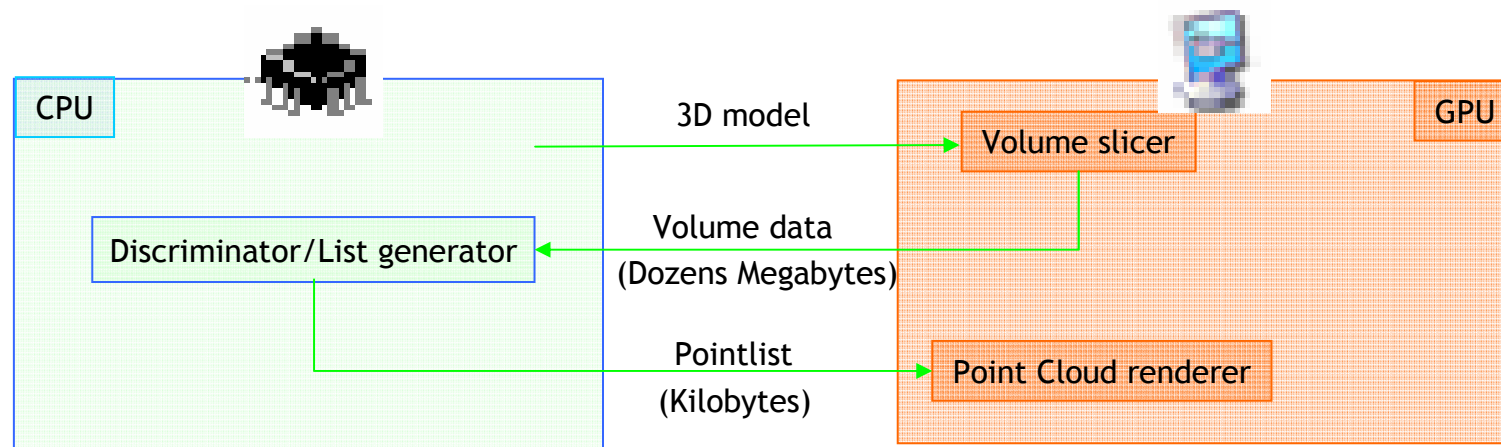 CPU
3D model
GPU
Volume slicer
Volume data
Discriminator/List generator
(Dozens Megabytes)
Pointlist
Point Cloud renderer
(Kilobytes)